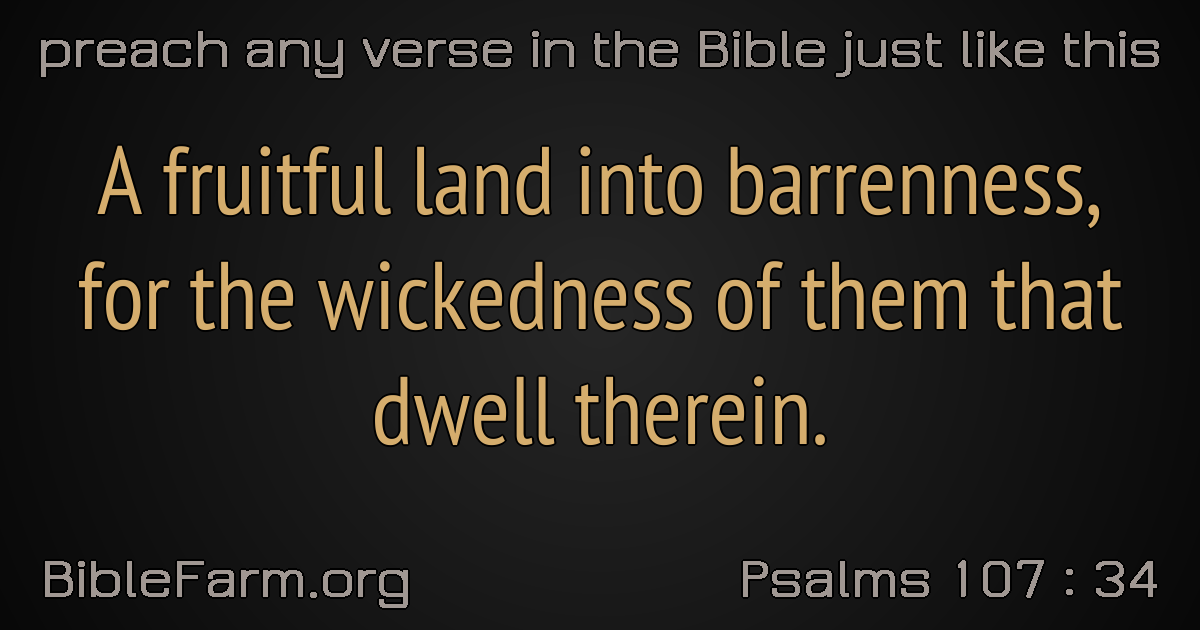 preach any verse in the Bible just like this
A fruitful land into barrenness,
for the wickedness of them that
dwell therein.
BibleFarm.org
Psalms 107 : 34